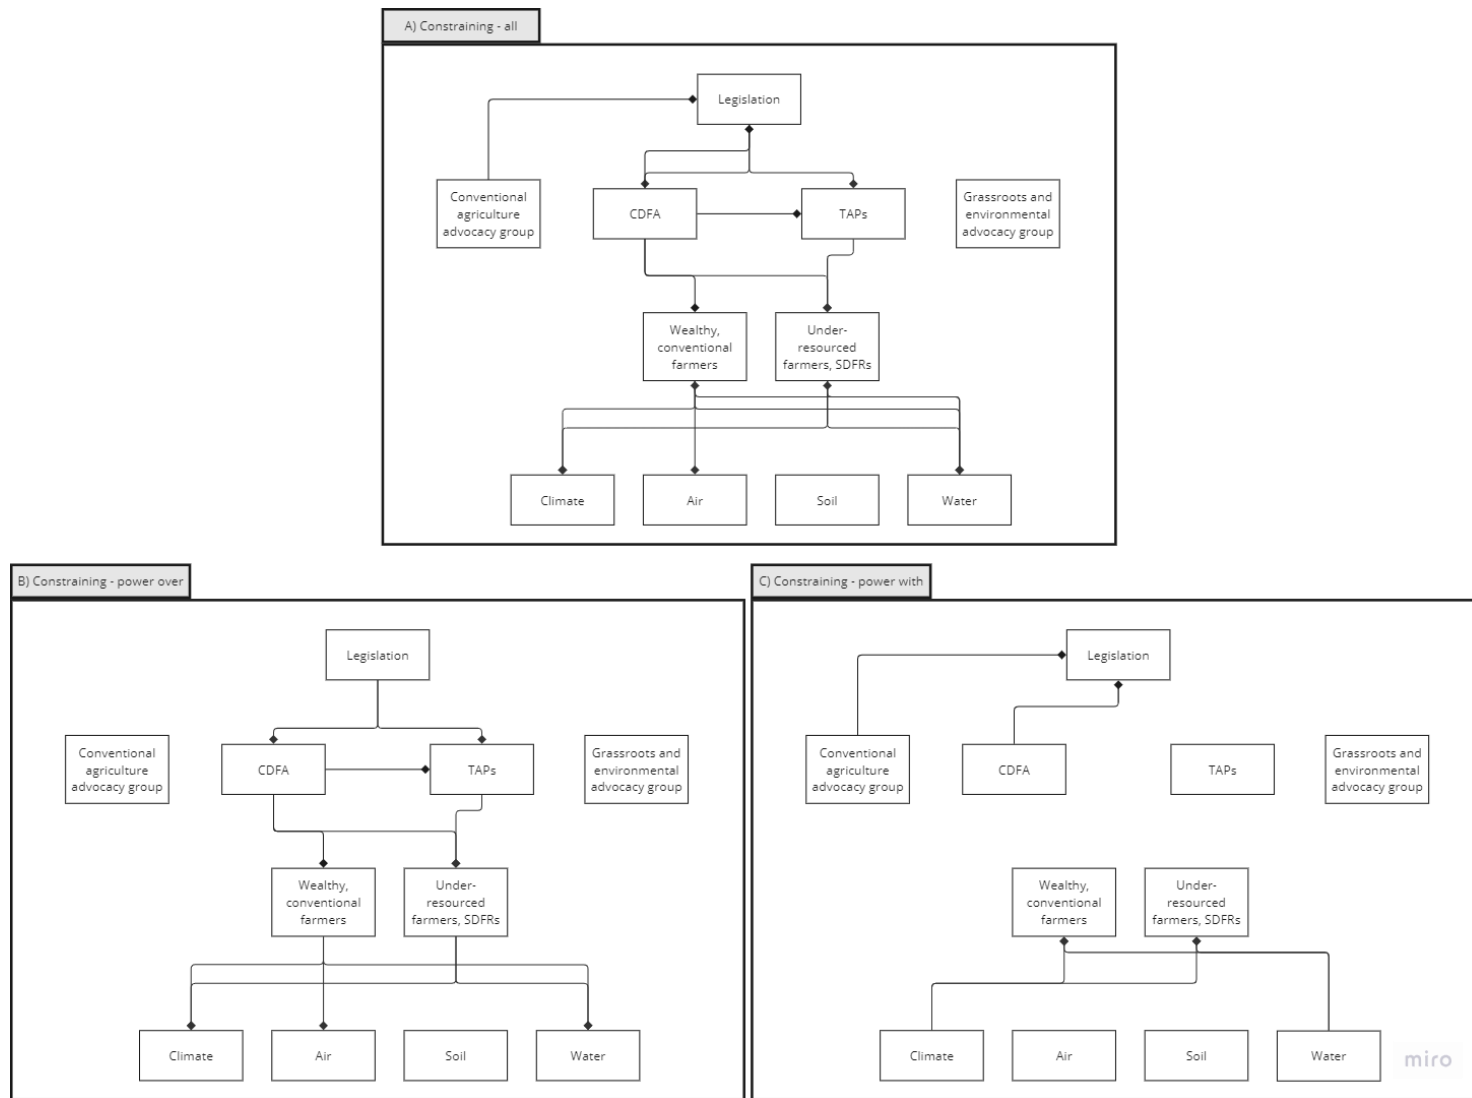 A) Constraining - all
Legislation
Conventional
agriculture
advocacy group
CDFA
TAPs
Grassroots and
environmental
advocacy group
Wealthy,
conventional
farmers
Under-
resourced
farmers, SDFRs
Climate
Air
Soil
Water
B) Constraining - power over
Legislation
Conventional
agriculture
advocacy group
CDFA
TAPs
Grassroots and
environmental
advocacy group
Wealthy,
conventional
farmers
Under-
resourced
farmers, SDFRs
Climate
Air
Soil
Water
C) Constraining - power with
Legislation
Conventional
agriculture
advocacy group
CDFA
TAPs
Grassroots and
environmental
advocacy group
Wealthy,
conventional
farmers
Under-
resourced
farmers, SDFRs
Climate
Air
Soil
Water
miro